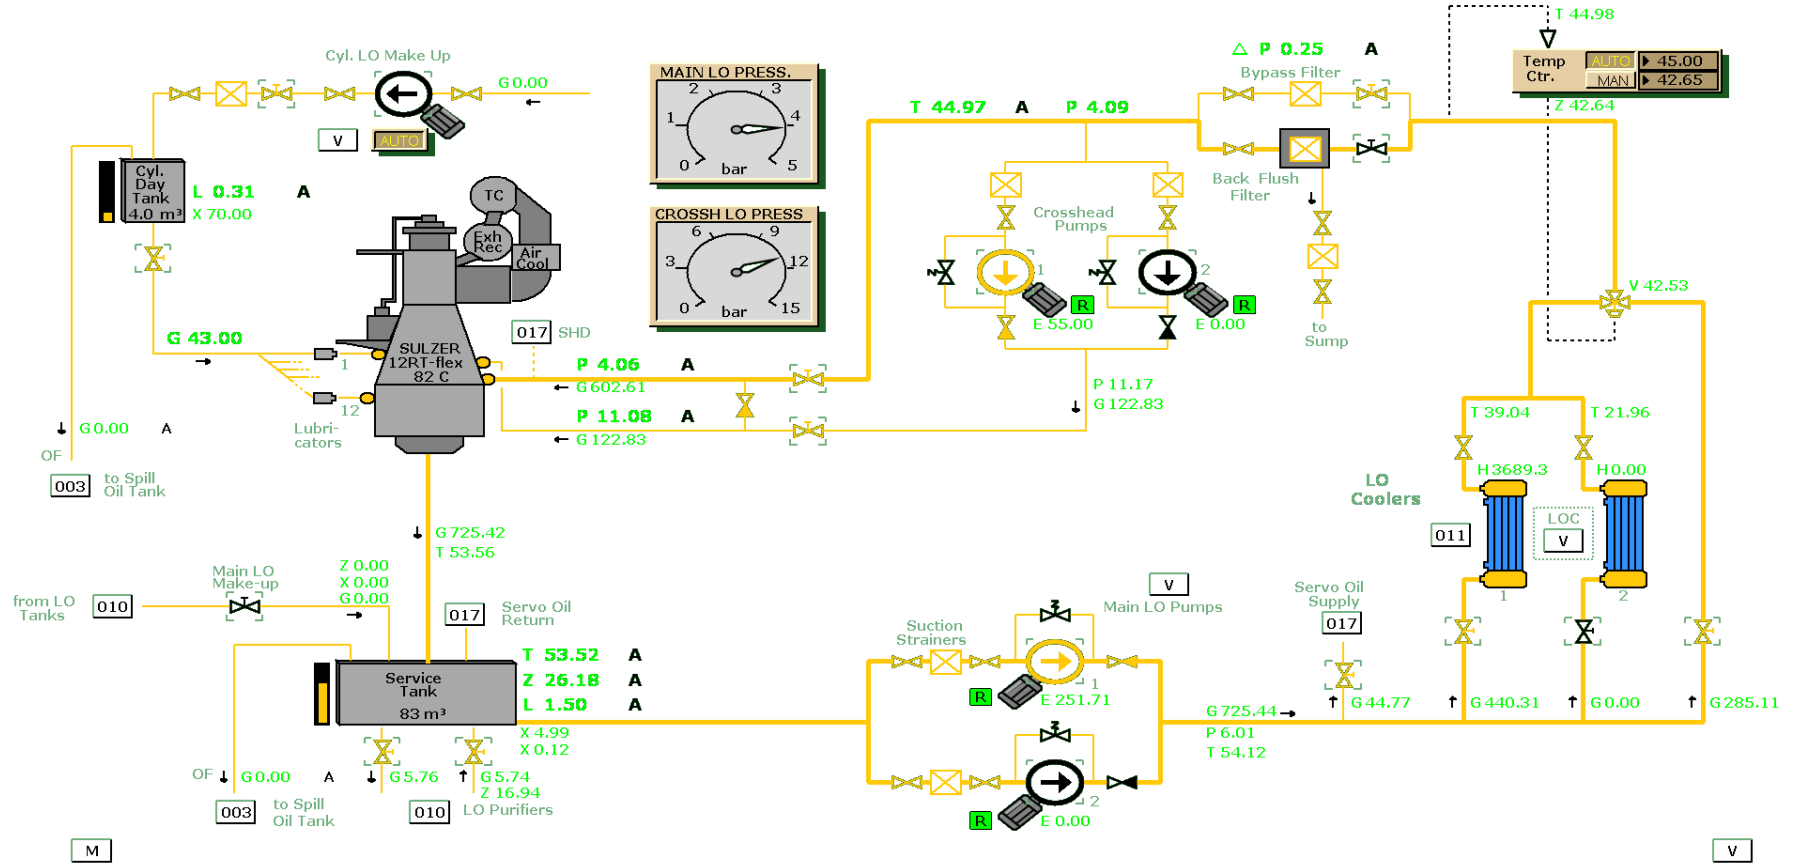 T 44.98
Cyl. LO Make Up
G 0.00
MAIN LO PRESS.
2
3
1
4
0
5
bar
△ P 0.25 A
Bypass Filter
Temp
Ctr.
AUTO
45.00
MAN
42.65
Z 42.64
T 44.97 A P 4.09
V
AUTO
Cyl.
Day
Tank
4.0 m³
L 0.31 A
X 70.00
TC
Exh
Rec
Air
Cool
CROSSH LO PRESS
6
9
3
12
0
15
bar
Back Flush
Filter
Crosshead
Pumps
1
2
R
R
E 55.00
E 0.00
to
Sump
V 42.53
G 43.00
SULZER
12RT-flex
82 C
017 SHD
1
12
Lubri-
cators
P 4.06 A
G 602.61
P 11.08 A
G 122.83
P 11.17
G 122.83
G 0.00 A
OF
003
to Spill
Oil Tank
T 39.04
T 21.96
H 3689.3
H 0.00
LO
Coolers
011
LOC
V
1
2
G 725.42
T 53.56
Main LO
Make-up
Z 0.00
X 0.00
G 0.00
from LO
Tanks
010
017
Servo Oil
Return
V
Main LO Pumps
Servo Oil
Supply
017
Suction
Strainers
Service
Tank
83 m³
T 53.52 A
Z 26.18 A
L 1.50 A
X 4.99
X 0.12
1
R
E 251.71
2
R
E 0.00
G 725.44
P 6.01
T 54.12
G 44.77
G 440.31
G 0.00
G 285.11
OF
G 0.00 A
G 5.76
G 5.74
Z 16.94
003
to Spill
Oil Tank
010
LO Purifiers
M
V